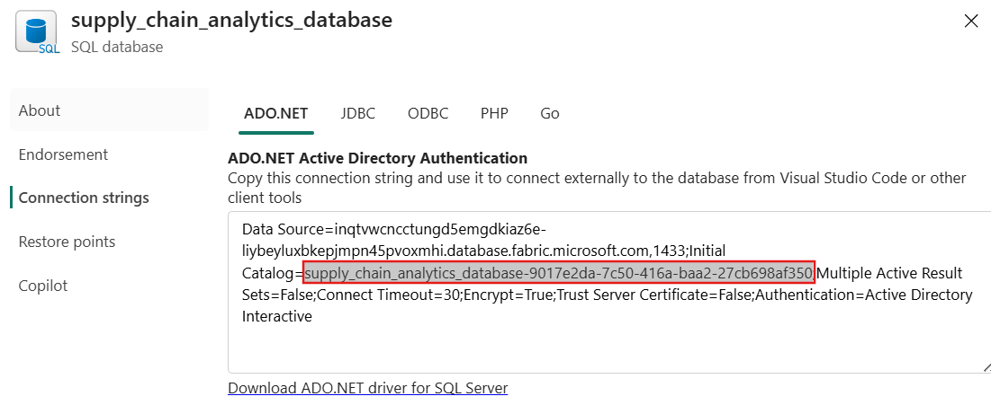 supply_chain_analytics_database
SQL
SQL database
About
Endorsement
Connection strings
Restore points
Copilot
ADO.NET JDBC ODBC PHP Go
ADO.NET Active Directory Authentication
Copy this connection string and use it to connect externally to the database from Visual Studio Code or other
client tools
Data Source=inqtvwcncctungd5emgdkiaz6e-
liybeyluxbkepjmpn45pvoxmhi.database.fabric.microsoft.com,1433;Initial
Catalog=supply_chain_analytics_database-9017e2da-7c50-416a-baa2-27cb698af350;Multiple Active Result
Sets=False;Connect Timeout=30;Encrypt=True;Trust Server Certificate=False;Authentication=Active Directory
Interactive
Download ADO.NET driver for SQL Server